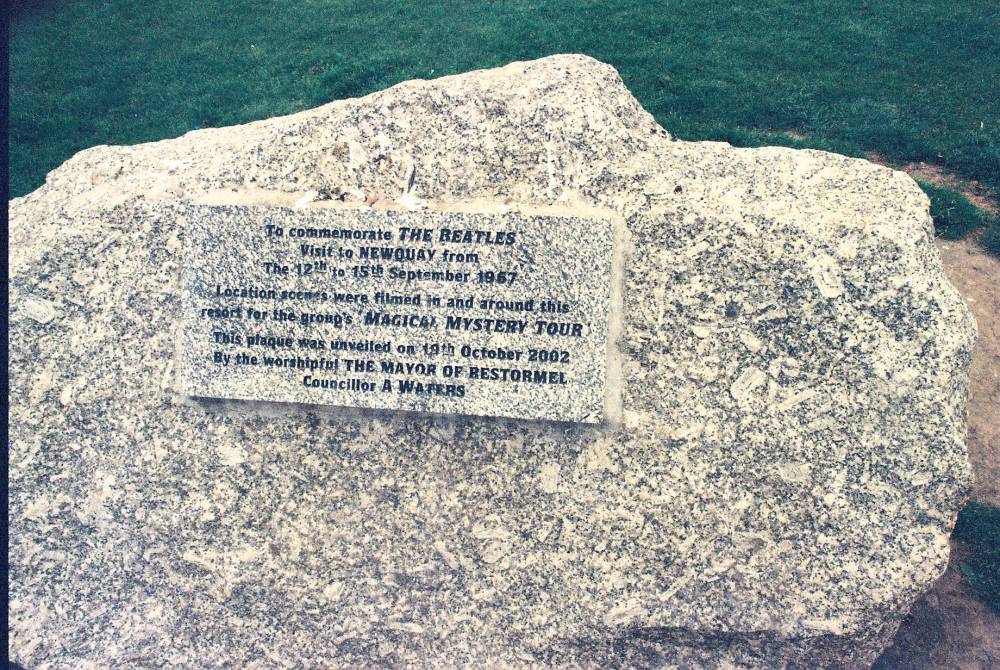 To commemorate THE BEATLES
Visit to NEWQUAY from
The 12th to 15th September 1967
Location scenes were filmed in and around this
resort for the group's 'MAGICAL MYSTERY TOUR'
This plaque was unveiled on 19th October 2002
By the worshipful THE MAYOR OF RESTORMEL
Councillor A WATERS